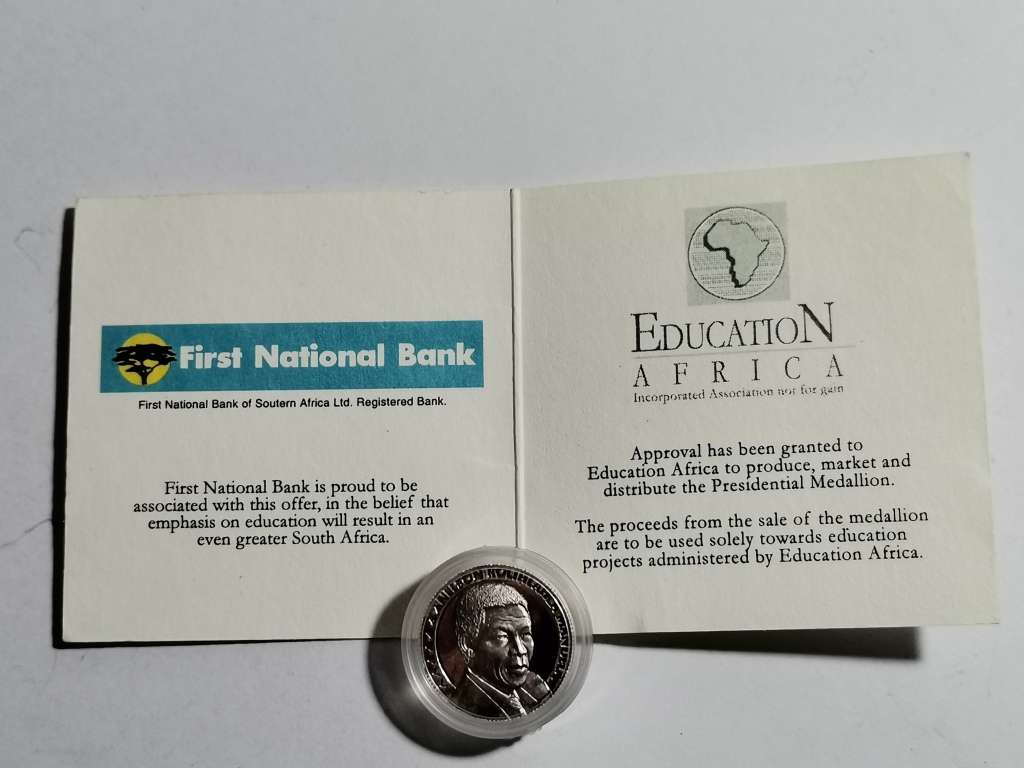 First National Bank
First National Bank of Soutern Africa Ltd. Registered Bank.
First National Bank is proud to be
associated with this offer, in the belief that
emphasis on education will result in an
even greater South Africa.
EDUCATION
AFRICA
Incorporated Association not for gain
Approval has been granted to
Education Africa to produce, market and
distribute the Presidential Medallion.
The proceeds from the sale of the medallion
are to be used solely towards education
projects administered by Education Africa.